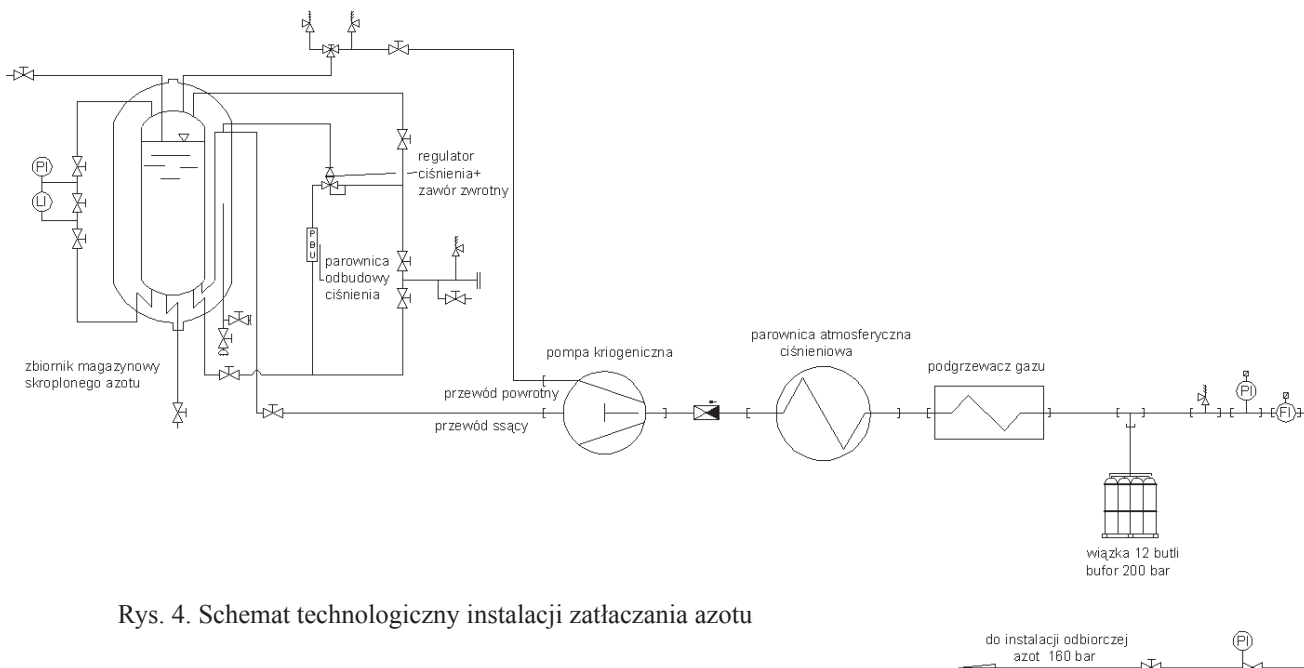 PI
LI
P
B
U
regulator
ciśnienia+
zawór zwrotny
parownica
odbudowy
ciśnienia
zbiornik magazynowy
skroplonego azotu
pompa kriogeniczna
przewód powrotny
przewód ssący
parownica atmosferyczna
ciśnieniowa
podgrzewacz gazu
PI
FI
wiązka 12 butli
bufor 200 bar
Rys. 4. Schemat technologiczny instalacji zatłaczania azotu
do instalacji odbiorczej
azot 160 bar
PI